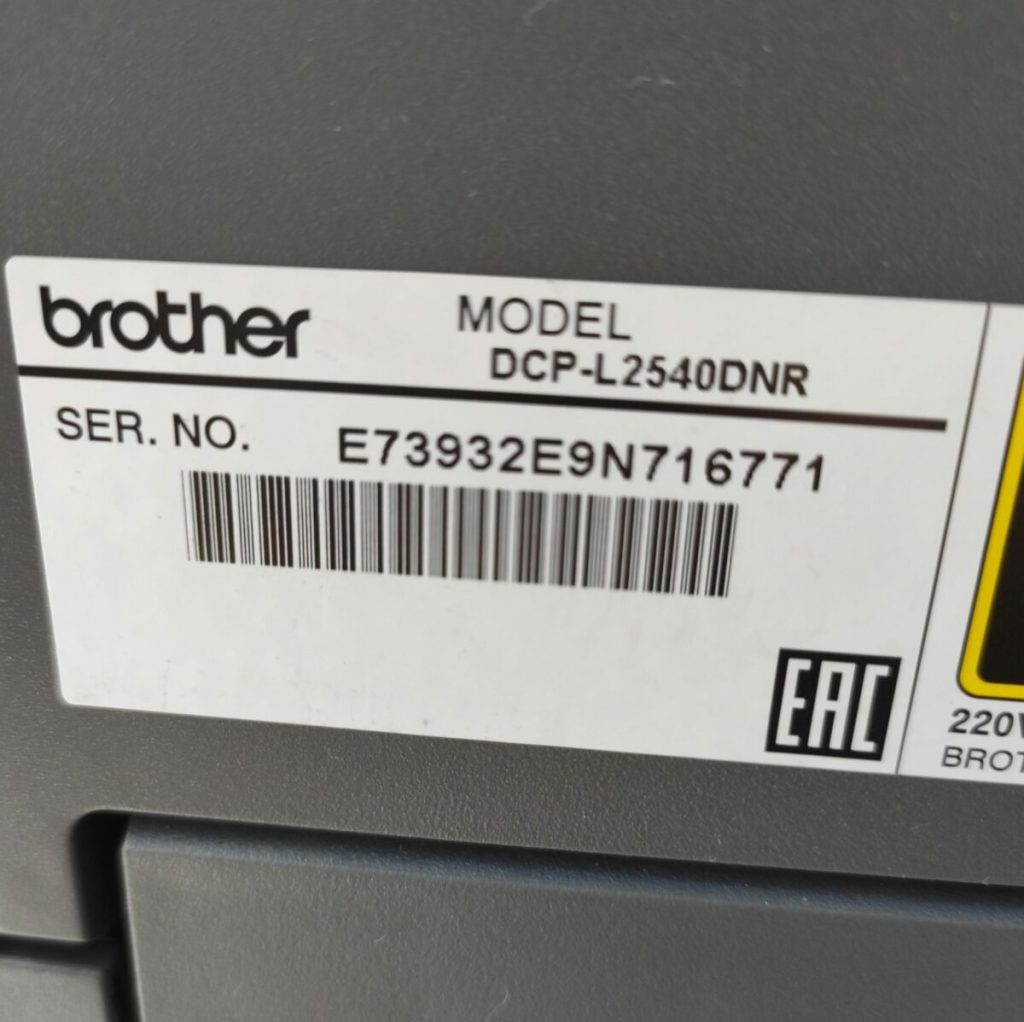 brother
MODEL
DCP-L2540DNR
SER. NO. E73932E9N716771
EAC
220V
BROT